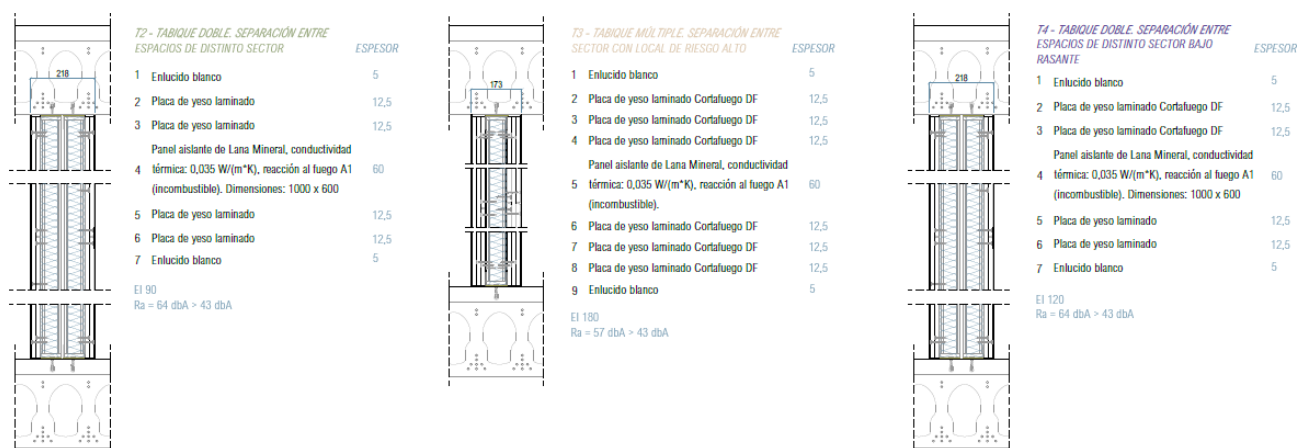 T2 - TABIQUE DOBLE. SEPARACIÓN ENTRE
ESPACIOS DE DISTINTO SECTOR ESPESOR
218
1 Enlucido blanco 5
2 Placa de yeso laminado 12,5
3 Placa de yeso laminado 12,5
Panel aislante de Lana Mineral, conductividad
4 térmica: 0,035 W/(m*K), reacción al fuego A1 60
(incombustible). Dimensiones: 1000 x 600
5 Placa de yeso laminado 12,5
6 Placa de yeso laminado 12,5
7 Enlucido blanco 5
EI 90
Ra = 64 dbA > 43 dbA
T3 - TABIQUE MÚLTIPLE. SEPARACIÓN ENTRE
SECTOR CON LOCAL DE RIESGO ALTO ESPESOR
173
1 Enlucido blanco 5
2 Placa de yeso laminado Cortafuego DF 12,5
3 Placa de yeso laminado Cortafuego DF 12,5
4 Placa de yeso laminado Cortafuego DF 12,5
Panel aislante de Lana Mineral, conductividad
5 térmica: 0,035 W/(m*K), reacción al fuego A1 60
(incombustible).
6 Placa de yeso laminado Cortafuego DF 12,5
7 Placa de yeso laminado Cortafuego DF 12,5
8 Placa de yeso laminado Cortafuego DF 12,5
9 Enlucido blanco 5
EI 180
Ra = 57 dbA > 43 dbA
T4 - TABIQUE DOBLE. SEPARACIÓN ENTRE
ESPACIOS DE DISTINTO SECTOR BAJO ESPESOR
RASANTE
218
1 Enlucido blanco 5
2 Placa de yeso laminado Cortafuego DF 12,5
3 Placa de yeso laminado Cortafuego DF 12,5
Panel aislante de Lana Mineral, conductividad
4 térmica: 0,035 W/(m*K), reacción al fuego A1 60
(incombustible). Dimensiones: 1000 x 600
5 Placa de yeso laminado 12,5
6 Placa de yeso laminado 12,5
7 Enlucido blanco 5
EI 120
Ra = 64 dbA > 43 dbA